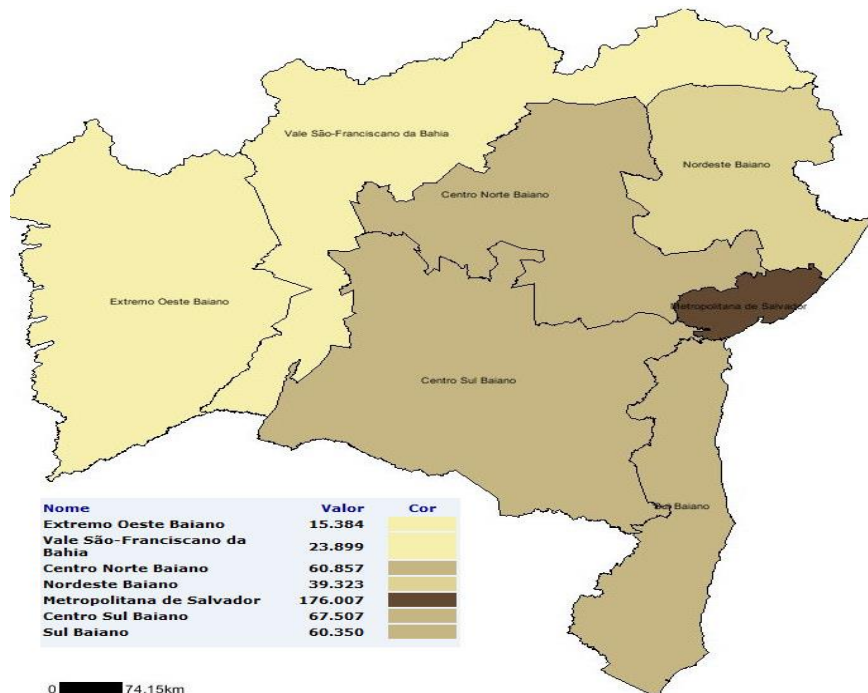 Vale São-Franciscano da Bahia
Nordeste Baiano
Centro Norte Baiano
Extremo Oeste Baiano
Metropolitana de Salvador
Centro Sul Baiano
Sul Baiano
Nome Valor Cor
Extremo Oeste Baiano 15.384
Vale São-Franciscano da
Bahia 23.899
Centro Norte Baiano 60.857
Nordeste Baiano 39.323
Metropolitana de Salvador 176.007
Centro Sul Baiano 67.507
Sul Baiano 60.350
0 74.15km